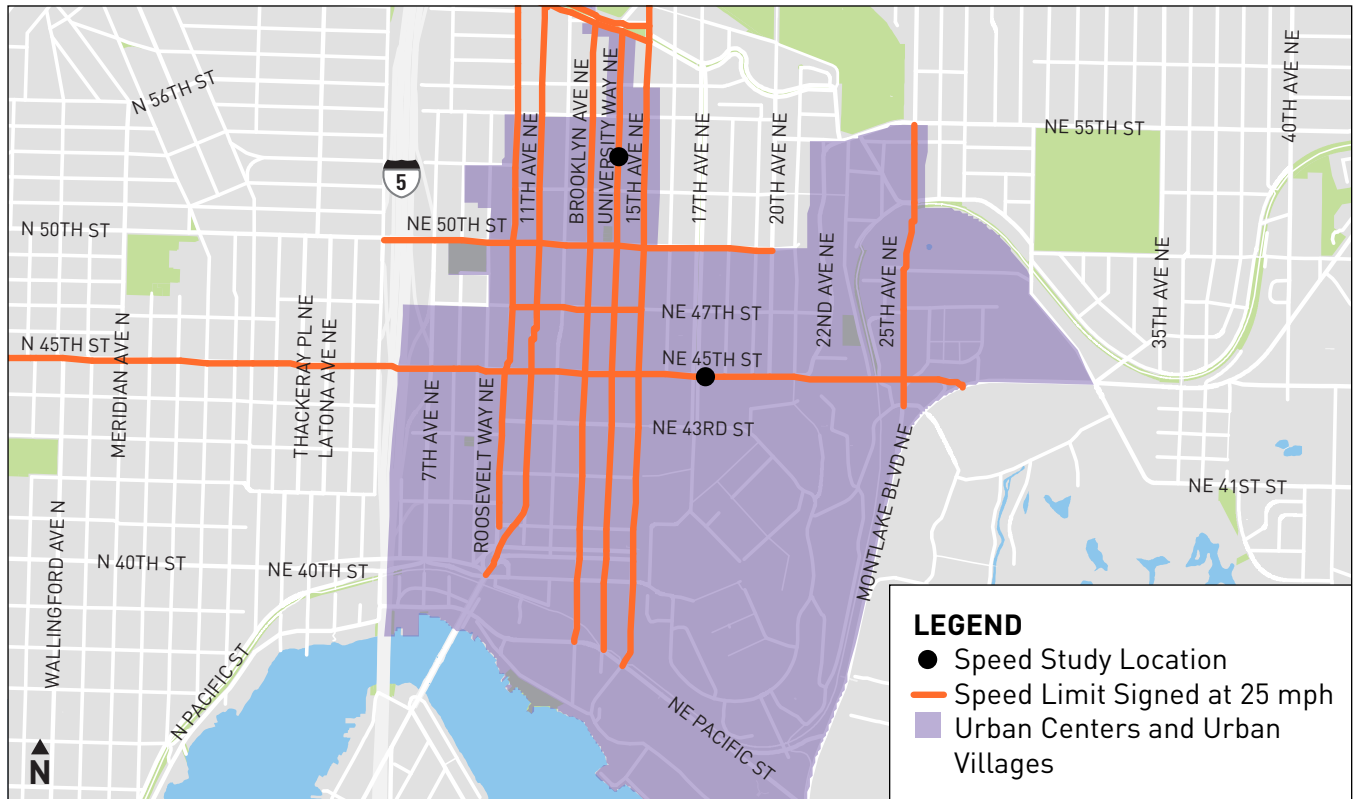 N 56TH ST
5
11TH AVE NE
BROOKLYN AVE NE
UNIVERSITY WAY NE
15TH AVE NE
17TH AVE NE
20TH AVE NE
NE 55TH ST
40TH AVE NE
N 50TH ST
NE 50TH ST
22ND AVE NE
25TH AVE NE
35TH AVE NE
NE 47TH ST
N 45TH ST
NE 45TH ST
MERIDIAN AVE N
THACKERAY PL NE
LATONA AVE NE
7TH AVE NE
ROOSEVELT WAY NE
NE 43RD ST
NE 41ST ST
MONTLAKE BLVD NE
WALLINGFORD AVE N
N 40TH ST
NE 40TH ST
N PACIFIC ST
NE PACIFIC ST
N
LEGEND
Speed Study Location
Speed Limit Signed at 25 mph
Urban Centers and Urban
Villages